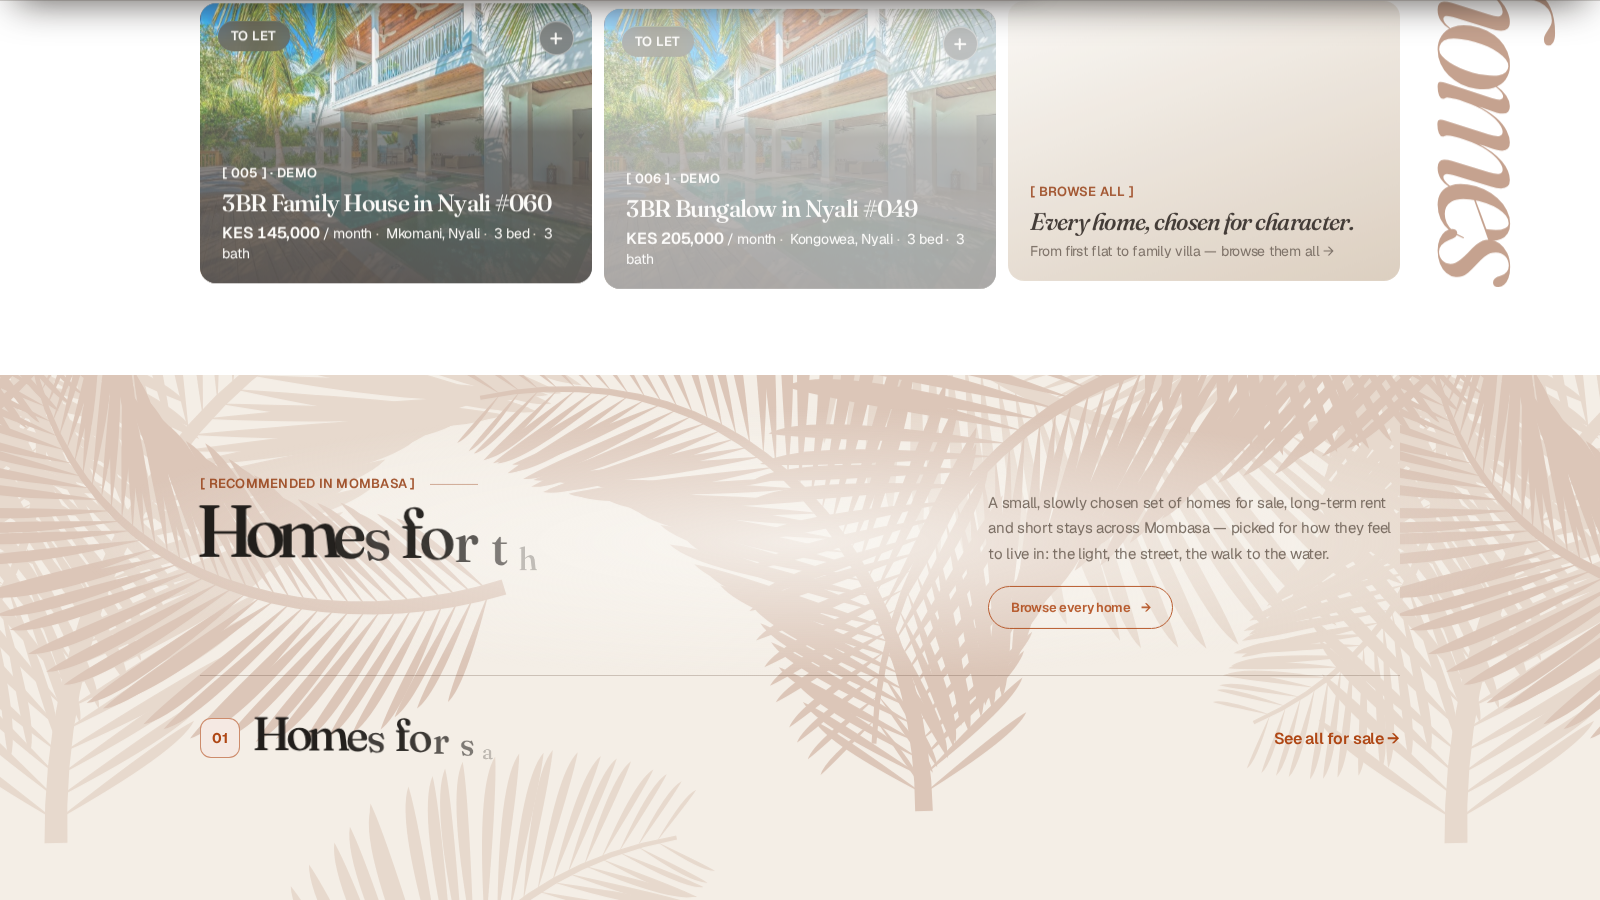 TO LET
+
[ 005 ] · DEMO
3BR Family House in Nyali #060
KES 145,000 / month · Mkomani, Nyali · 3 bed · 3
bath
TO LET
+
[ 006 ] · DEMO
3BR Bungalow in Nyali #049
KES 205,000 / month · Kongowea, Nyali · 3 bed · 3
bath
[ BROWSE ALL ]
Every home, chosen for character.
From first flat to family villa — browse them all →
omes
[ RECOMMENDED IN MOMBASA ]
Homes for th
A small, slowly chosen set of homes for sale, long-term rent
and short stays across Mombasa — picked for how they feel
to live in: the light, the street, the walk to the water.
Browse every home →
01
Homes for sa
See all for sale →